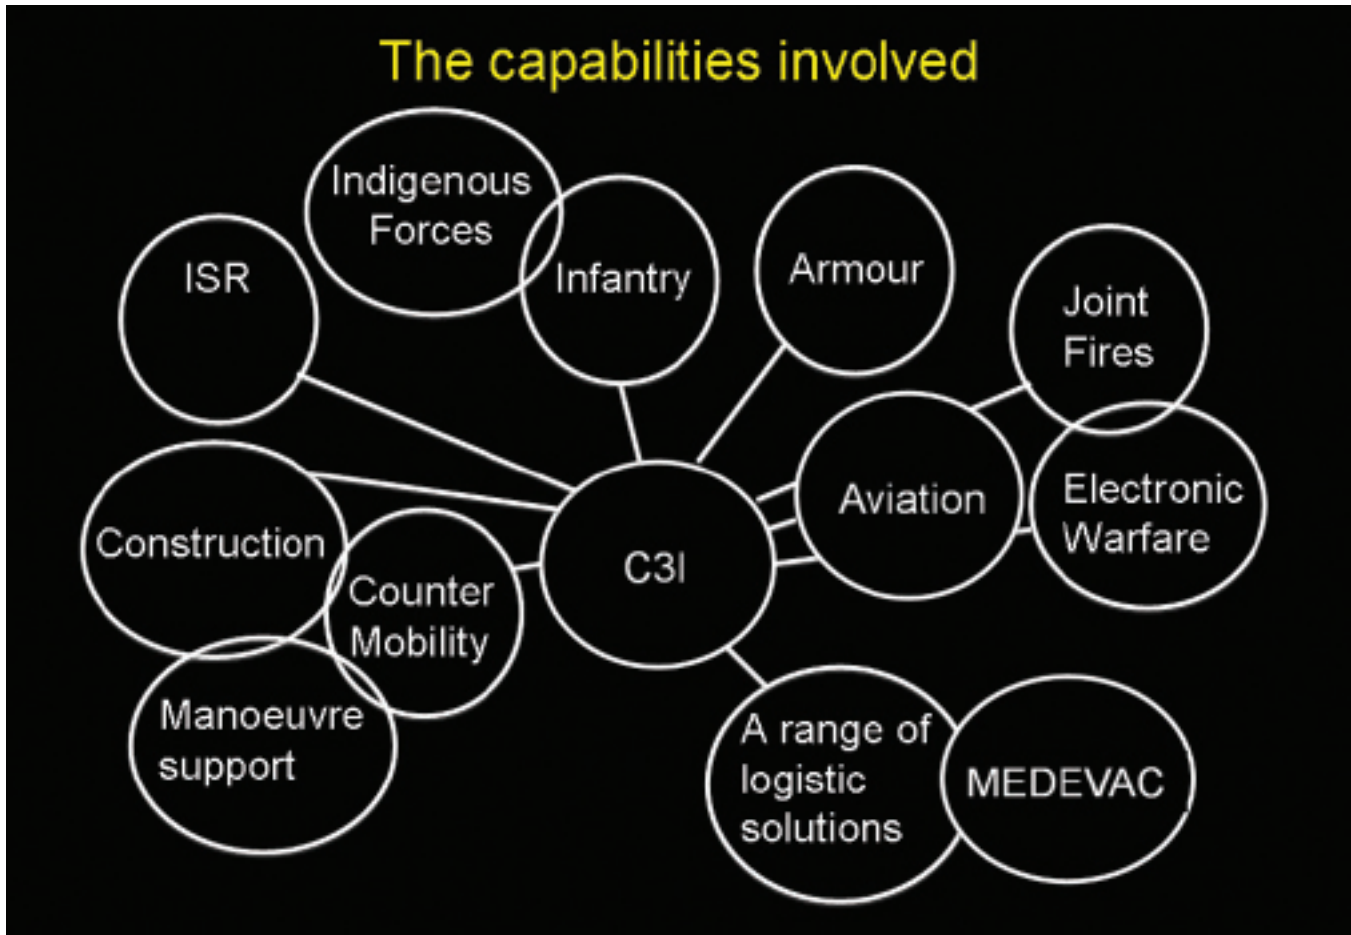 The capabilities involved
Indigenous
Forces
ISR
Infantry
Armour
Joint
Fires
Construction
Counter
Mobility
C3I
Aviation
Electronic
Warfare
Manoeuvre
support
A range of
logistic
solutions
MEDEVAC